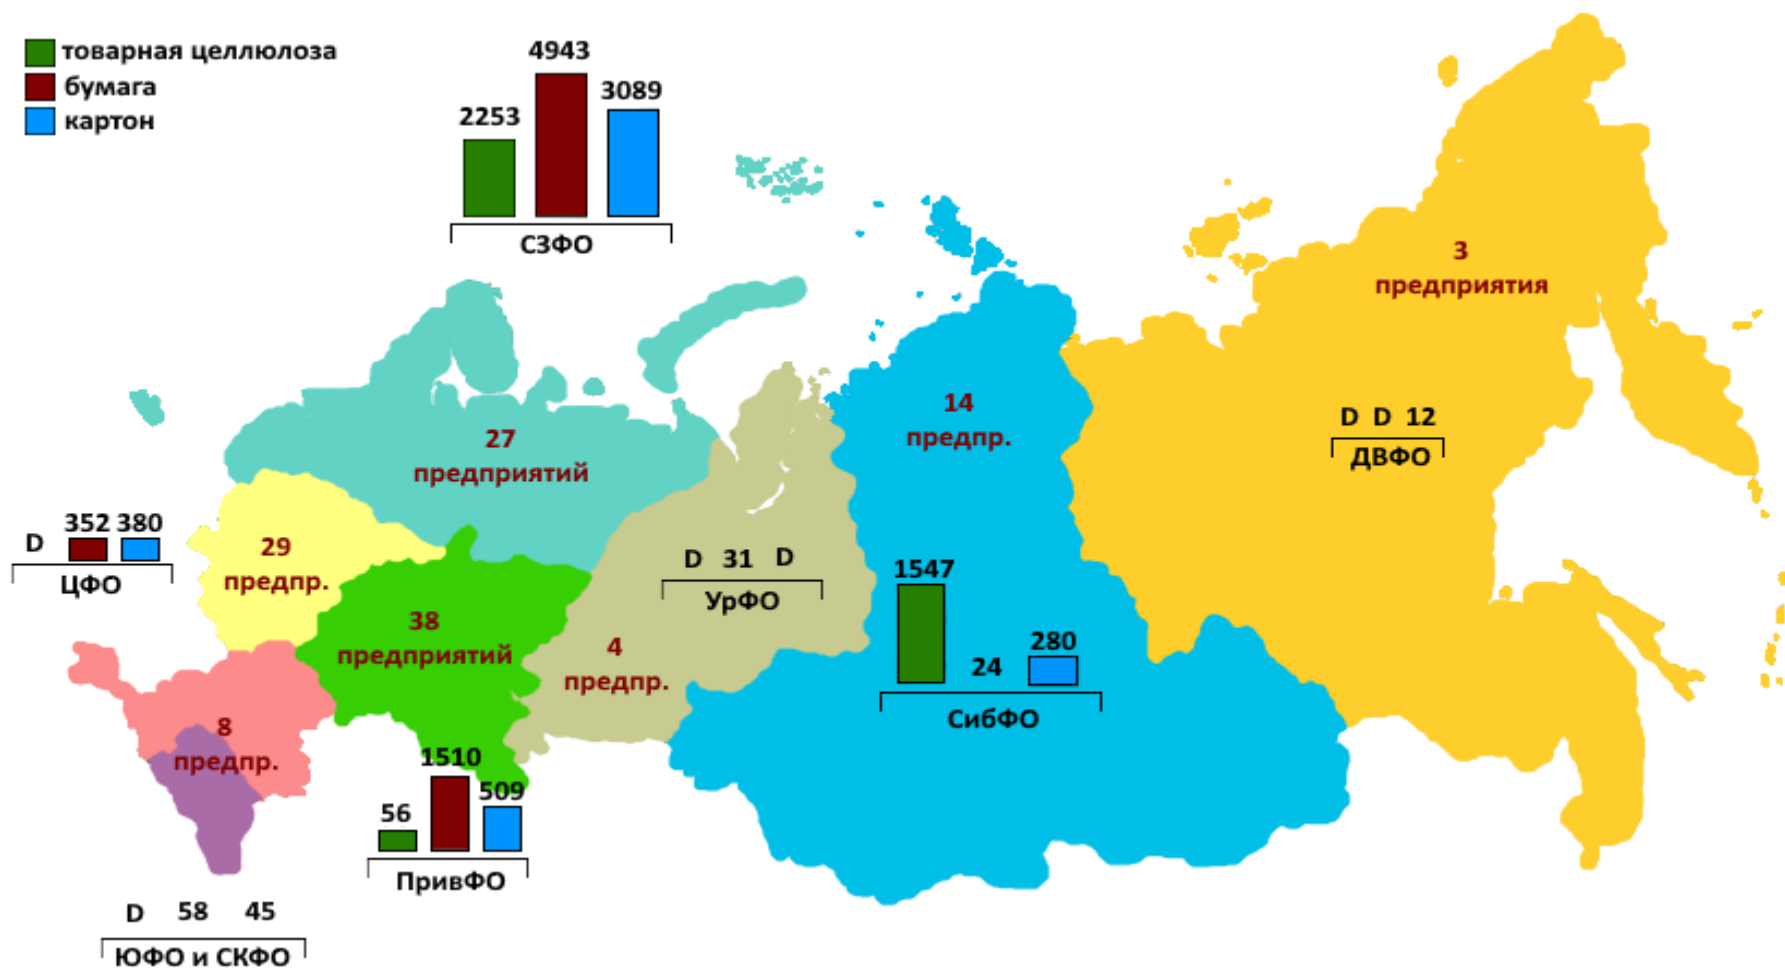 товарная целлюлоза
бумага
картон
4943
3089
2253
СЗФО
3
предприятия
14
предпр.
D D 12
ДВФО
27
предприятий
D 352 380
ЦФО
29
предпр.
D 31 D
УрФО
1547
24
280
СибФО
38
предприятий
4
предпр.
8
предпр.
1510
56
509
ПривФО
D 58 45
ЮФО и СКФО